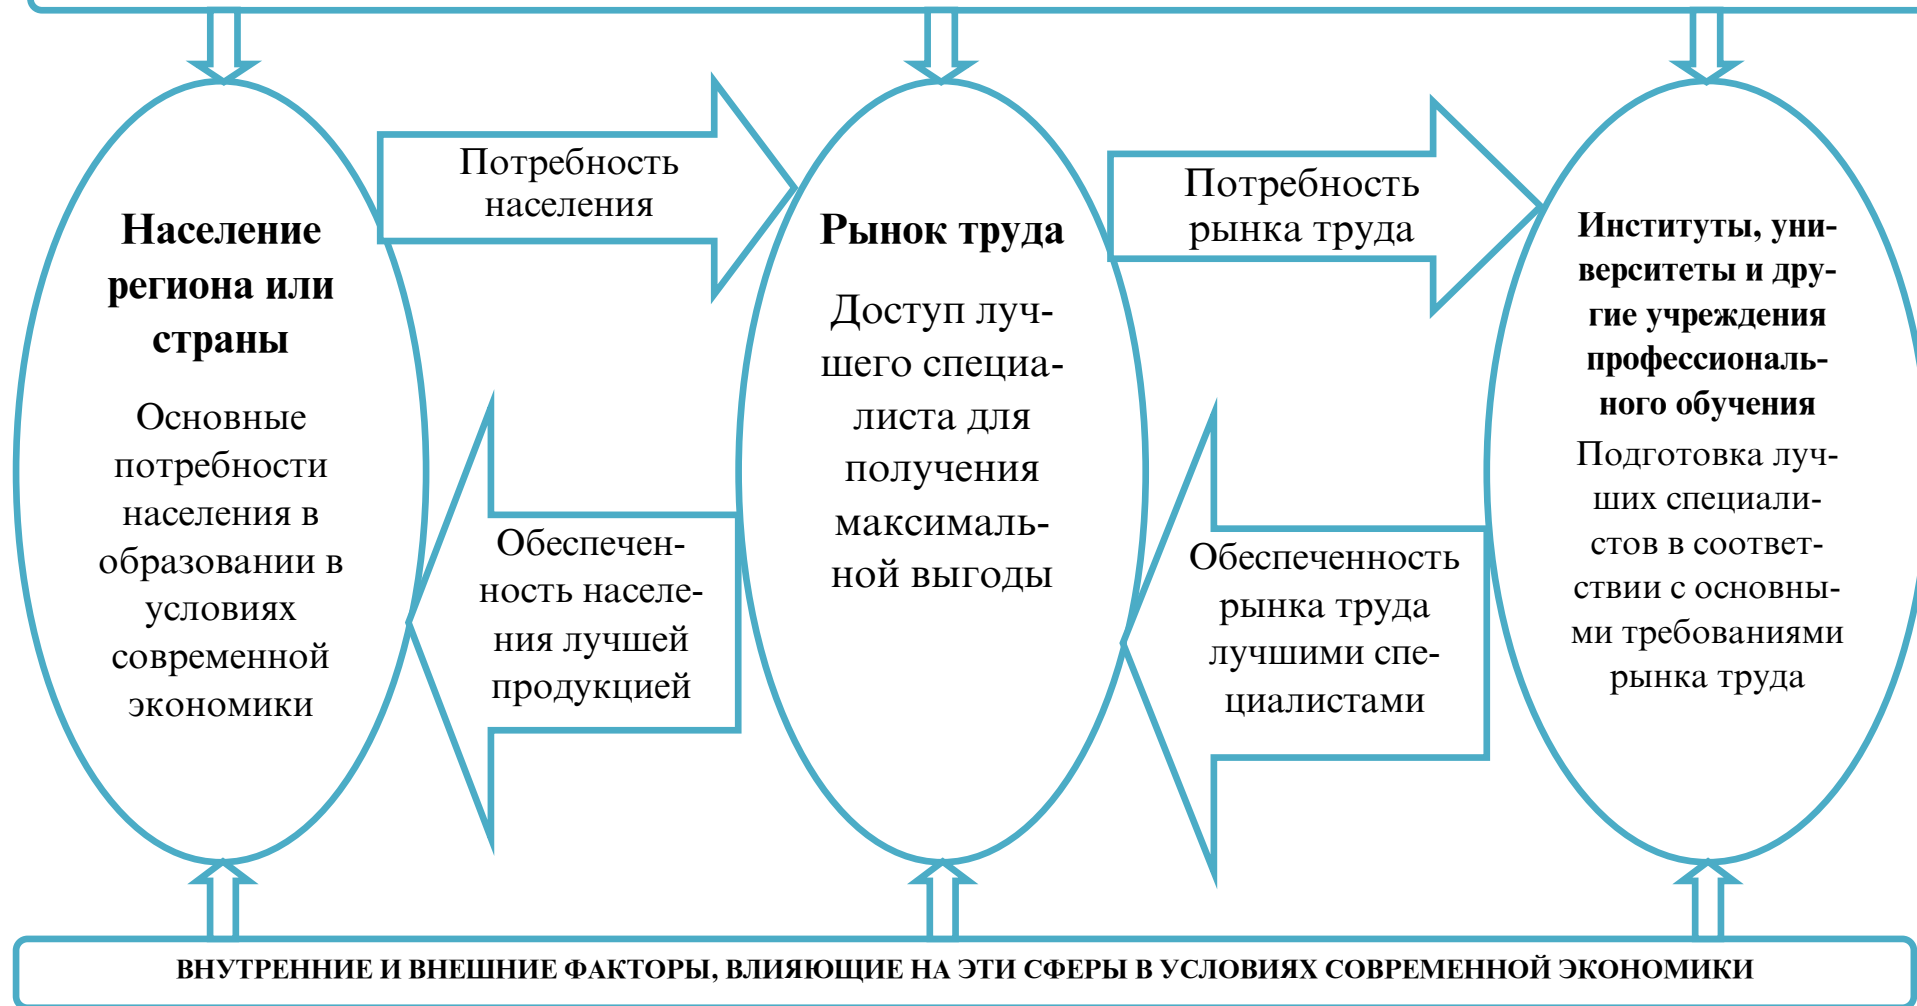 Население
региона или
страны
Основные
потребности
населения в
образовании в
условиях
современной
экономики
Потребность
населения
Обеспечен-
ность населе-
ния лучшей
продукцией
Рынок труда
Доступ луч-
шего специа-
листа для
получения
максималь-
ной выгоды
Потребность
рынка труда
Обеспеченность
рынка труда
лучшими спе-
циалистами
Институты, уни-
верситеты и дру-
гие учреждения
профессиональ-
ного обучения
Подготовка луч-
ших специали-
стов в соответ-
ствии с основны-
ми требованиями
рынка труда
ВНУТРЕННИЕ И ВНЕШНИЕ ФАКТОРЫ, ВЛИЯЮЩИЕ НА ЭТИ СФЕРЫ В УСЛОВИЯХ СОВРЕМЕННОЙ ЭКОНОМИКИ